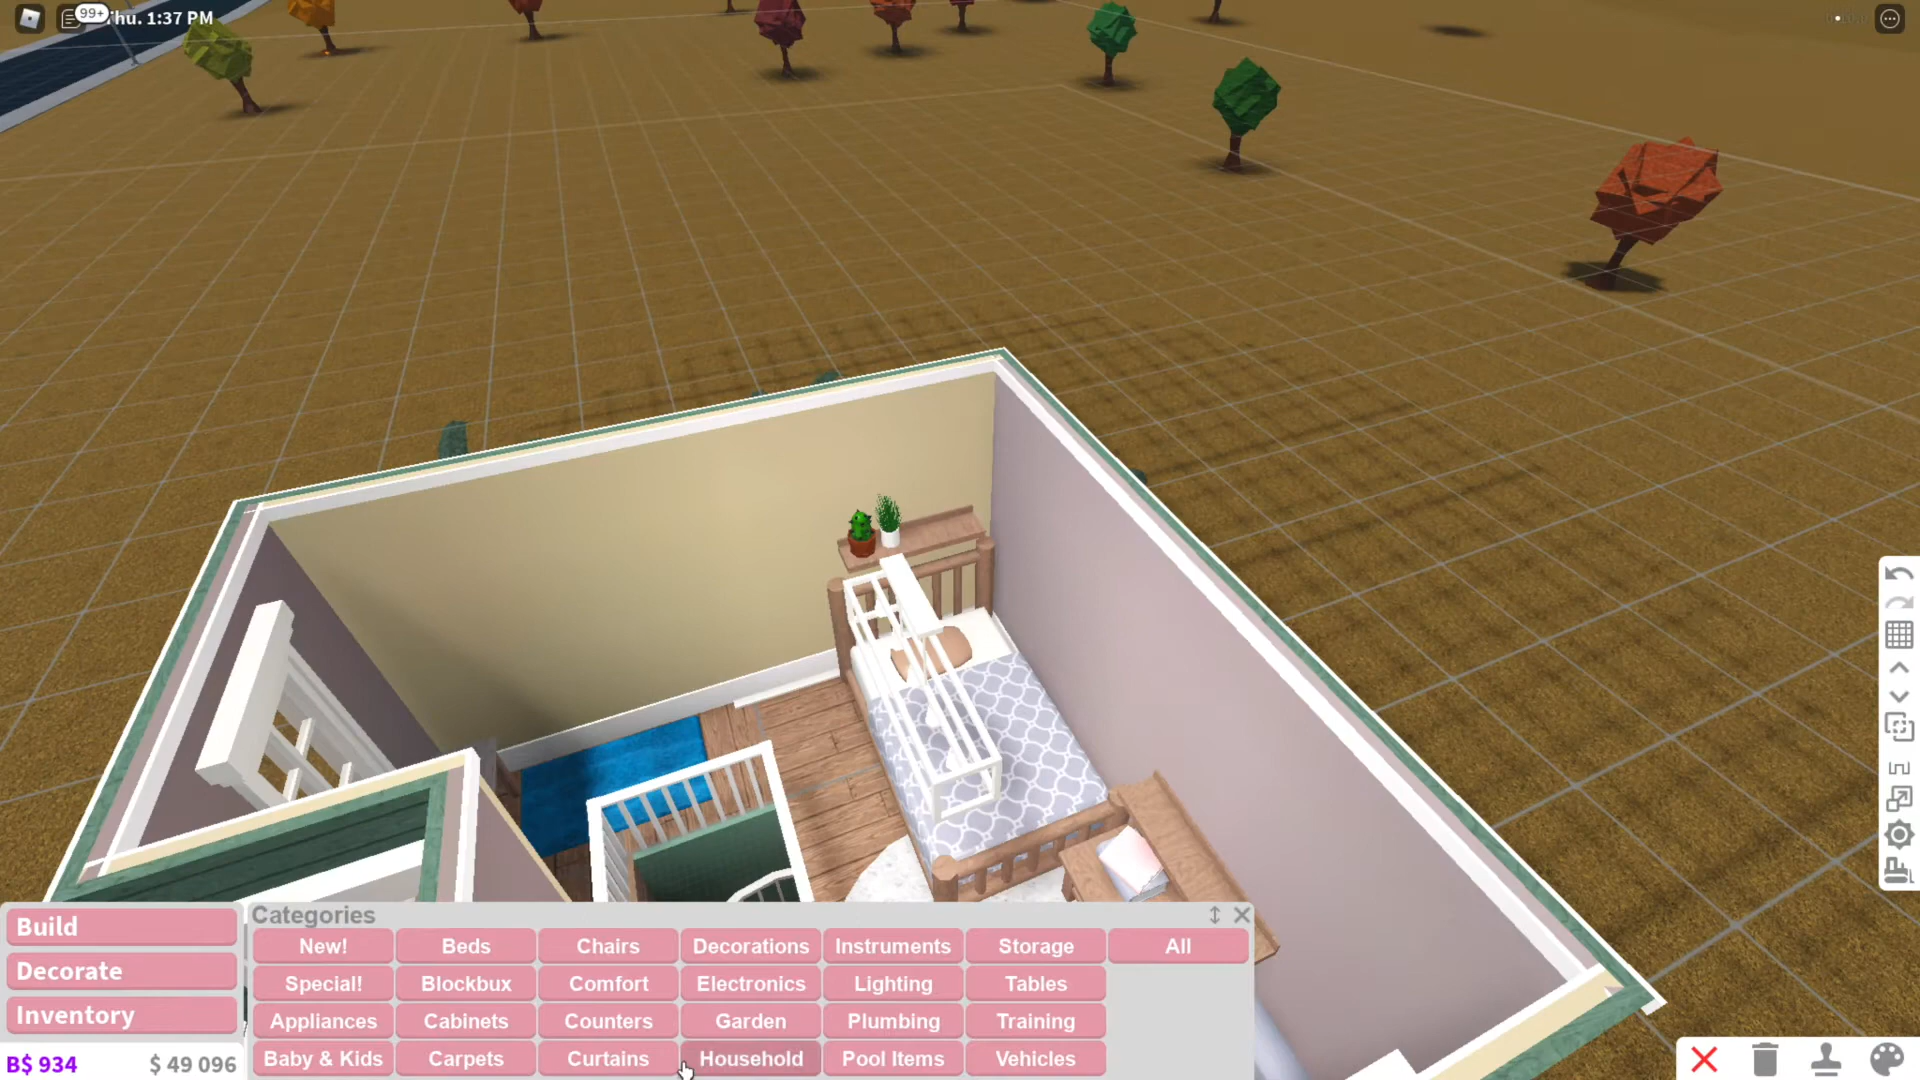 99+
hu. 1:37 PM
Categories
Build
Decorate
Inventory
New! Beds Chairs Decorations Instruments Storage All
Special! Blockbux Comfort Electronics Lighting Tables
Appliances Cabinets Counters Garden Plumbing Training
Baby & Kids Carpets Curtains Household Pool Items Vehicles
B$ 934 $ 49 096